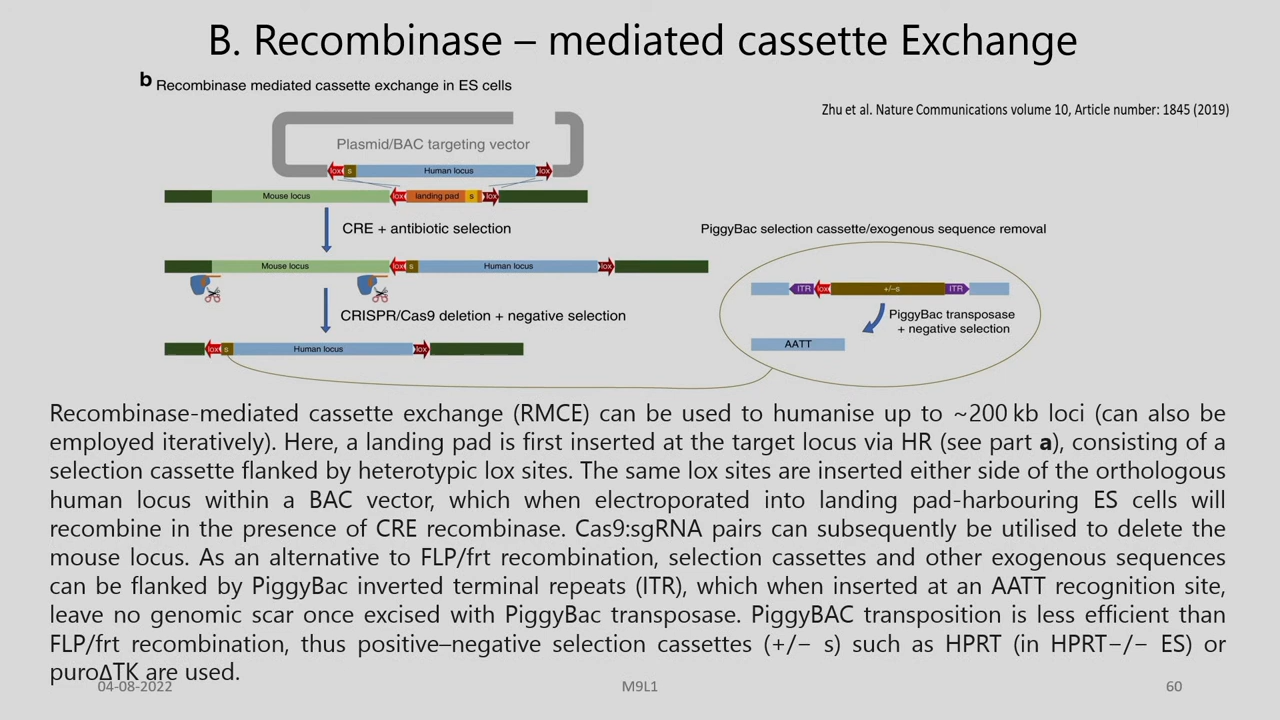 B. Recombinase – mediated cassette Exchange
b Recombinase mediated cassette exchange in ES cells
Zhu et al. Nature Communications volume 10, Article number: 1845 (2019)
Plasmid/BAC targeting vector
lox s Human locus lox
Mouse locus lox landing pad s lox
CRE + antibiotic selection
PiggyBac selection cassette/exogenous sequence removal
Mouse locus lox s Human locus lox
ITR lox +/–s ITR
CRISPR/Cas9 deletion + negative selection
PiggyBac transposase
+ negative selection
lox s Human locus lox
AATT
Recombinase-mediated cassette exchange (RMCE) can be used to humanise up to ~200 kb loci (can also be
employed iteratively). Here, a landing pad is first inserted at the target locus via HR (see part a), consisting of a
selection cassette flanked by heterotypic lox sites. The same lox sites are inserted either side of the orthologous
human locus within a BAC vector, which when electroporated into landing pad-harbouring ES cells will
recombine in the presence of CRE recombinase. Cas9:sgRNA pairs can subsequently be utilised to delete the
mouse locus. As an alternative to FLP/frt recombination, selection cassettes and other exogenous sequences
can be flanked by PiggyBac inverted terminal repeats (ITR), which when inserted at an AATT recognition site,
leave no genomic scar once excised with PiggyBac transposase. PiggyBAC transposition is less efficient than
FLP/frt recombination, thus positive–negative selection cassettes (+/− s) such as HPRT (in HPRT−/− ES) or
puroΔTK are used.
04-08-2022
M9L1
60